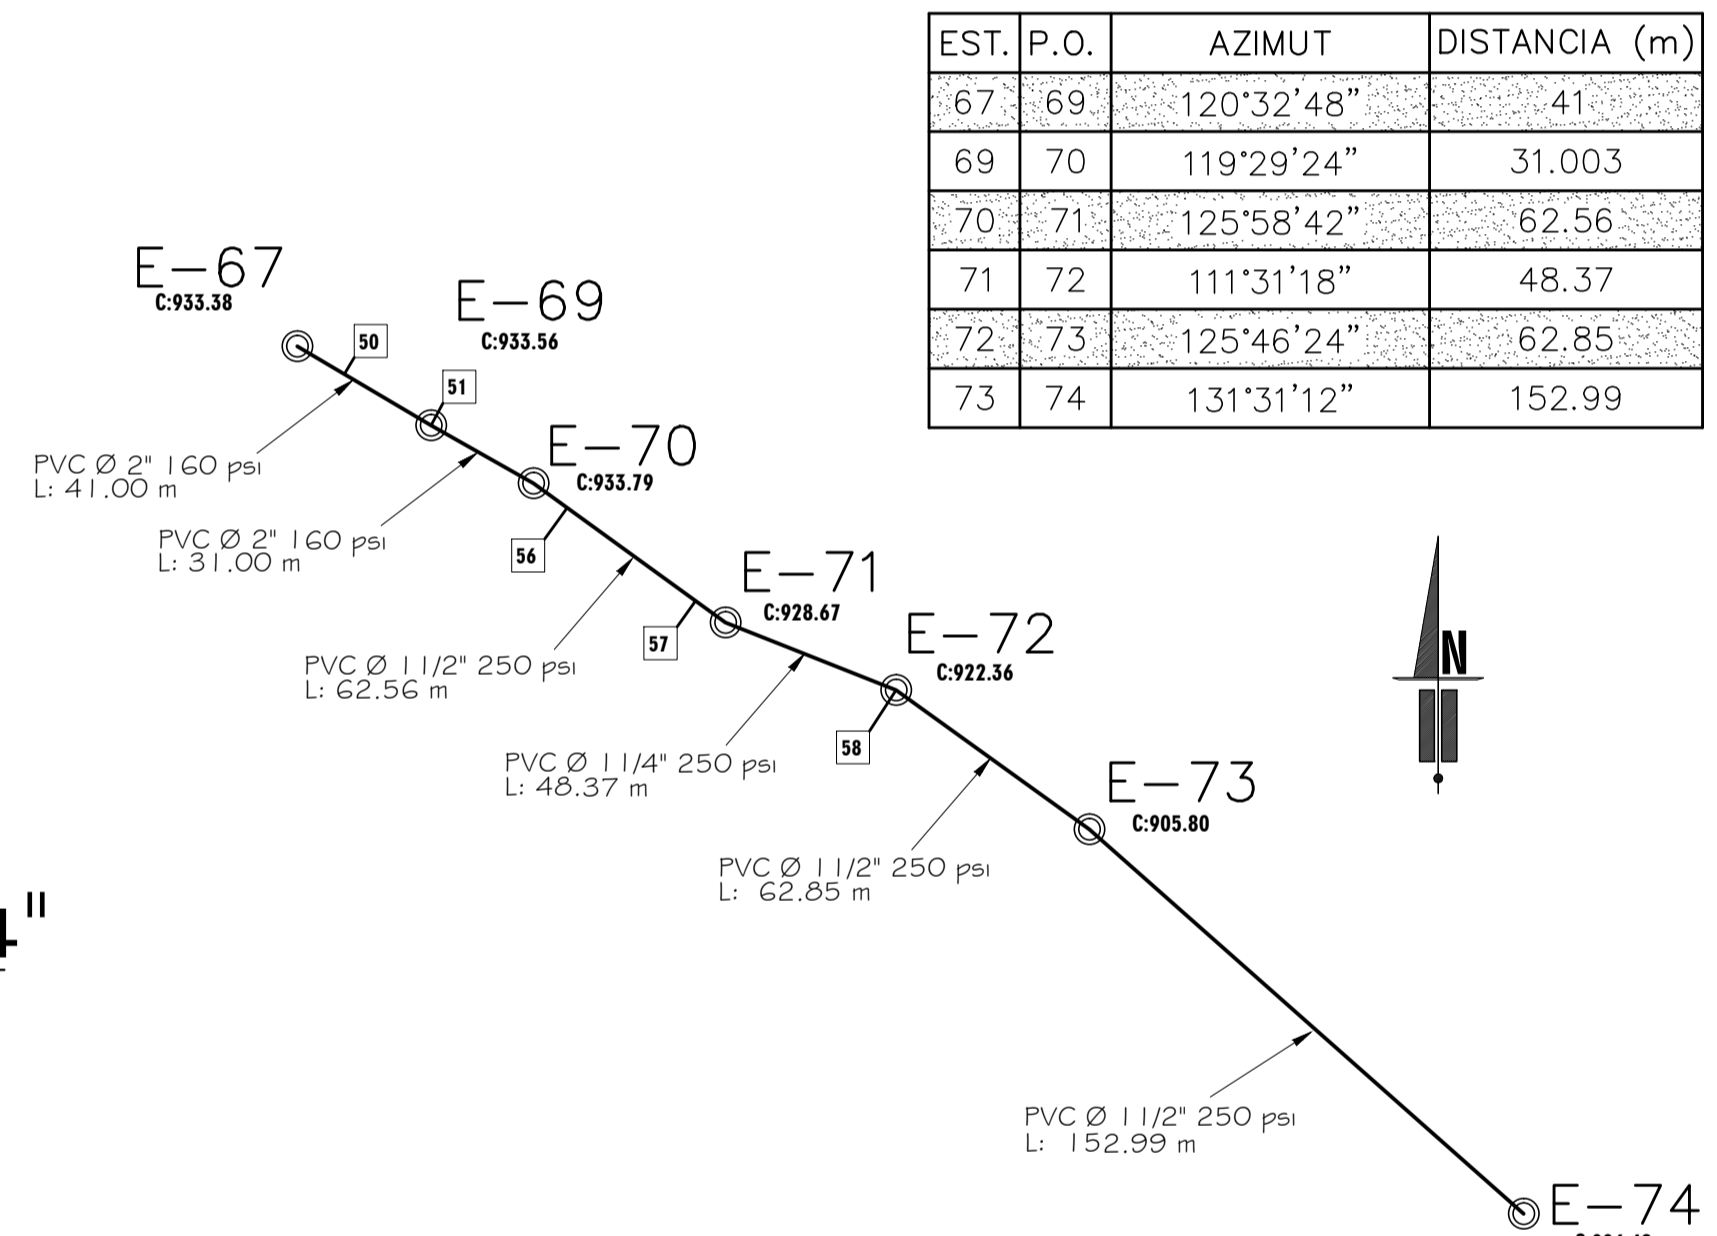 EST. P.O. AZIMUT DISTANCIA (m)
67 69 120°32'48” 41
69 70 119°29'24” 31.003
70 71 125°58'42” 62.56
71 72 111°31'18” 48.37
72 73 125°46'24” 62.85
73 74 131°31'12” 152.99
E-67
C:933.38
E-69
C:933.56
50
51
E-70
C:933.79
PVC Ø 2" 160 psi
L: 41.00 m
PVC Ø 2" 160 psi
L: 31.00 m
56
E-71
C:928.67
57
E-72
C:922.36
N
PVC Ø 1 1/2" 250 psi
L: 62.56 m
58
PVC Ø 1 1/4" 250 psi
L: 48.37 m
E-73
C:905.80
PVC Ø 1 1/2" 250 psi
L: 62.85 m
4"
PVC Ø 1 1/2" 250 psi
L: 152.99 m
E-74